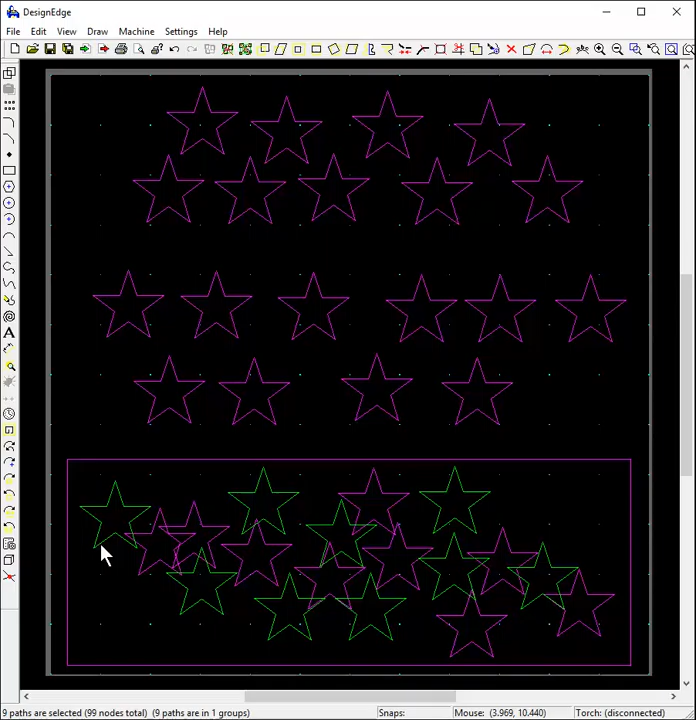 DesignEdge
File Edit View Draw Machine Settings Help
A
9 paths are selected (99 nodes total) (9 paths are in 1 groups) Snaps: Mouse: (3.969, 10.440) Torch: (disconnected)